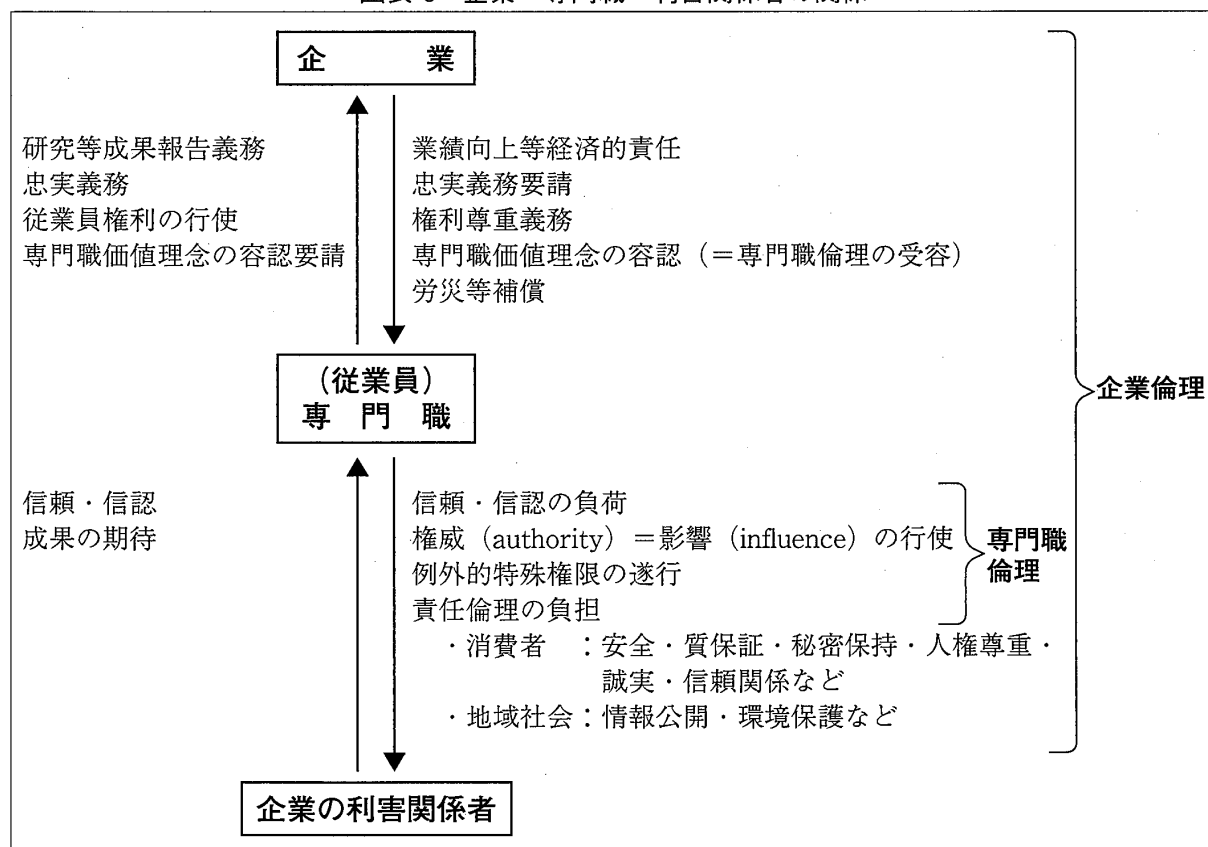 企業
研究等成果報告義務
忠実義務
従業員権利の行使
専門職価値理念の容認要請
業績向上等経済的責任
忠実義務要請
権利尊重義務
専門職価値理念の容認（＝専門職倫理の受容）
労災等補償
（従業員）
専門職
企業倫理
信頼・信認
成果の期待
信頼・信認の負荷
権威（authority）＝影響（influence）の行使
例外的特殊権限の遂行
責任倫理の負担
専門職
倫理
・消費者　：安全・質保証・秘密保持・人権尊重・
誠実・信頼関係など
・地域社会：情報公開・環境保護など
企業の利害関係者